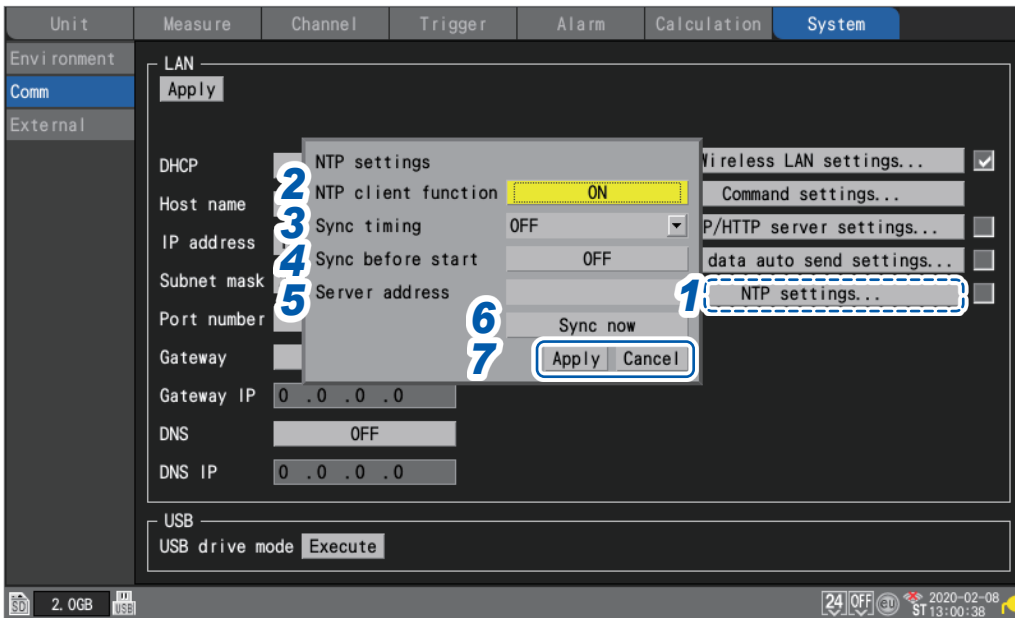 Unit Measure Channel Trigger Alarm Calculation System
Environment
Comm
External
LAN
Apply
DHCP
Host name
IP address
Subnet mask
Port number
Gateway
Gateway IP 0 .0 .0 .0
DNS OFF
DNS IP 0 .0 .0 .0
NTP settings
2 NTP client function ON
3 Sync timing OFF
4 Sync before start OFF
5 Server address
6 Sync now
7 Apply Cancel
Wireless LAN settings...
Command settings...
P/HTTP server settings...
data auto send settings...
1 NTP settings...
USB
USB drive mode Execute
SD 2.0GB USB
24 OFF eu 2020-02-08
ST 13:00:38